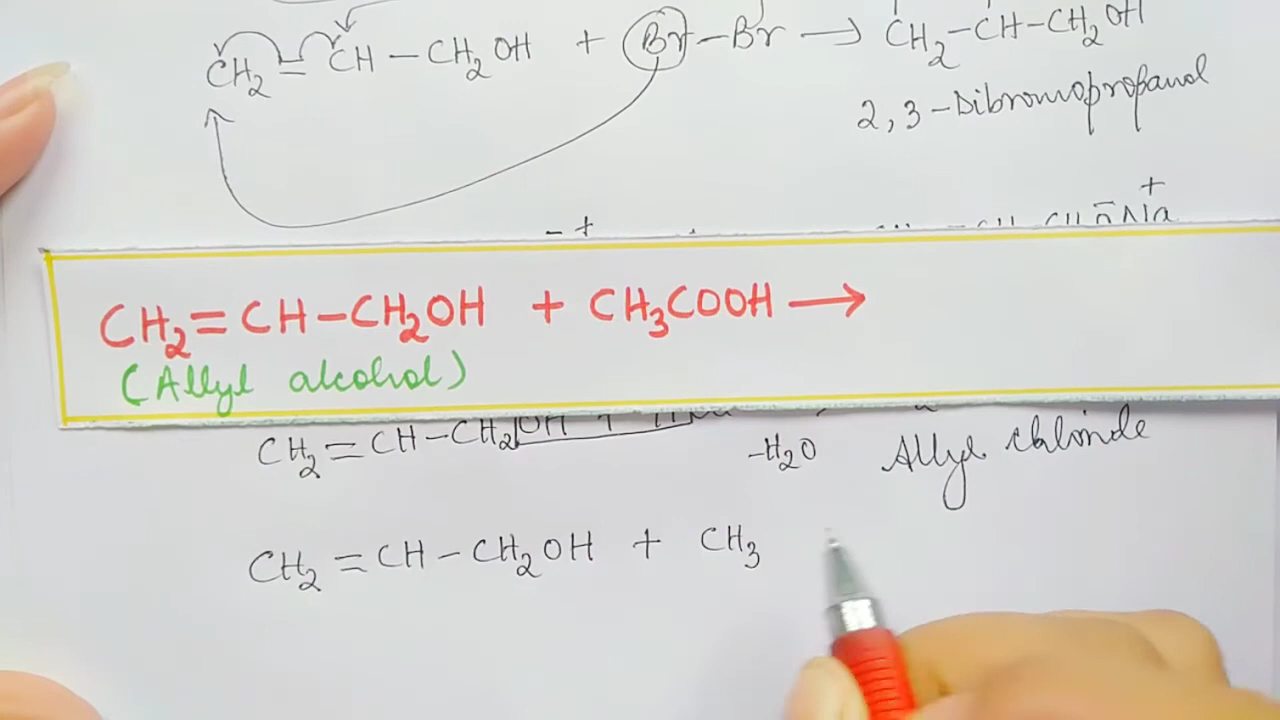 CH₂=CH-CH₂OH + Br-Br → CH₂-CH-CH₂OH
2,3-Dibromopropanol
- +
+
CH₂=CH-CH₂OH + CH₃COOH →
(Allyl alcohol)
CH₂=CH-CH₂OH +
-H₂O Allyl chloride
CH₂=CH-CH₂OH + CH₃